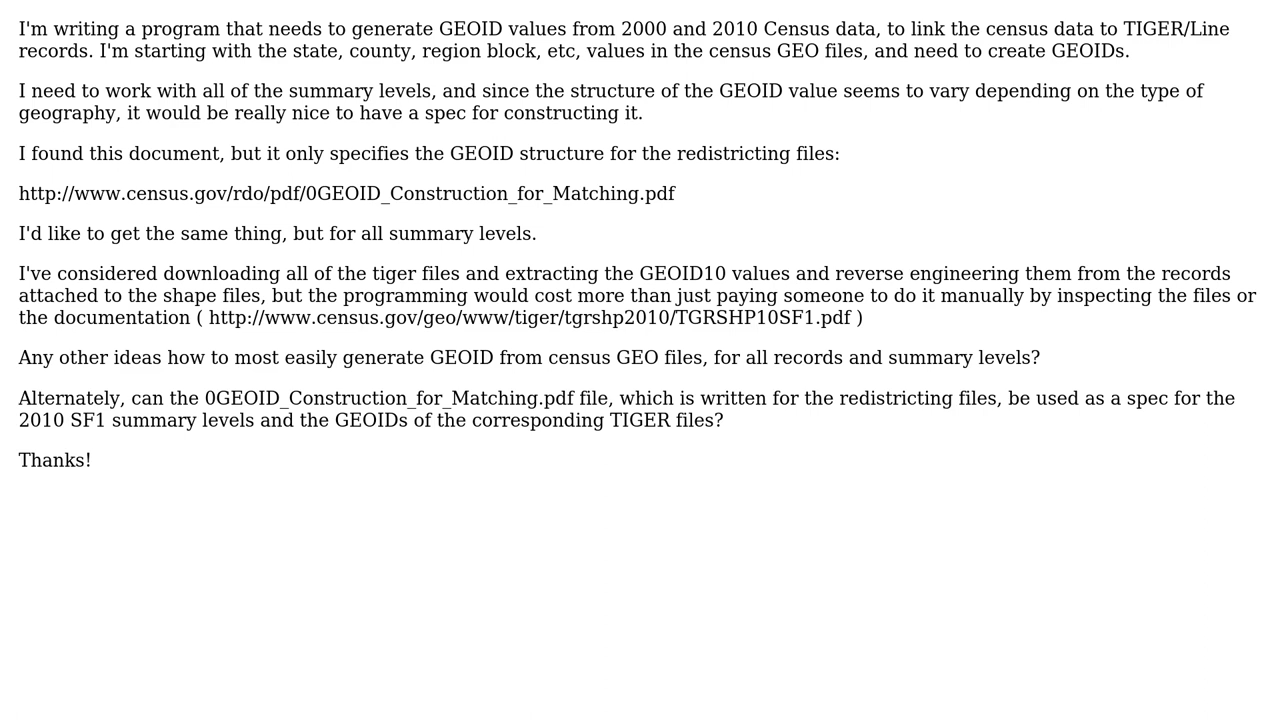 I'm writing a program that needs to generate GEOID values from 2000 and 2010 Census data, to link the census data to TIGER/Line
records. I'm starting with the state, county, region block, etc, values in the census GEO files, and need to create GEOIDs.
I need to work with all of the summary levels, and since the structure of the GEOID value seems to vary depending on the type of
geography, it would be really nice to have a spec for constructing it.
I found this document, but it only specifies the GEOID structure for the redistricting files:
http://www.census.gov/rdo/pdf/0GEOID_Construction_for_Matching.pdf
I'd like to get the same thing, but for all summary levels.
I've considered downloading all of the tiger files and extracting the GEOID10 values and reverse engineering them from the records
attached to the shape files, but the programming would cost more than just paying someone to do it manually by inspecting the files or
the documentation ( http://www.census.gov/geo/www/tiger/tgrshp2010/TGRSHP10SF1.pdf )
Any other ideas how to most easily generate GEOID from census GEO files, for all records and summary levels?
Alternately, can the 0GEOID_Construction_for_Matching.pdf file, which is written for the redistricting files, be used as a spec for the
2010 SF1 summary levels and the GEOIDs of the corresponding TIGER files?
Thanks!